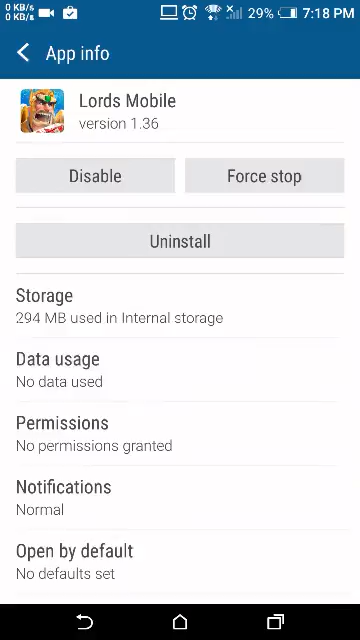 0 KB/s
0 KB/s
29% 7:18 PM
App info
Lords Mobile
version 1.36
Disable
Force stop
Uninstall
Storage
294 MB used in Internal storage
Data usage
No data used
Permissions
No permissions granted
Notifications
Normal
Open by default
No defaults set